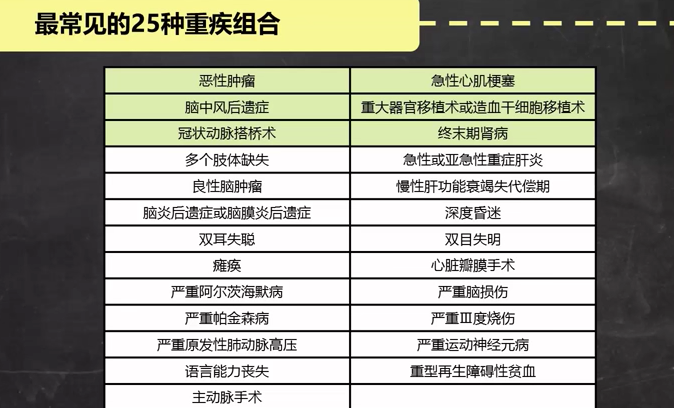 最常见的25种重疾组合
恶性肿瘤 急性心肌梗塞
脑中风后遗症 重大器官移植术或造血干细胞移植术
冠状动脉搭桥术 终末期肾病
多个肢体缺失 急性或亚急性重症肝炎
良性脑肿瘤 慢性肝功能衰竭失代偿期
脑炎后遗症或脑膜炎后遗症 深度昏迷
双耳失聪 双目失明
瘫痪 心脏瓣膜手术
严重阿尔茨海默病 严重脑损伤
严重帕金森病 严重Ⅲ度烧伤
严重原发性肺动脉高压 严重运动神经元病
语言能力丧失 重型再生障碍性贫血
主动脉手术